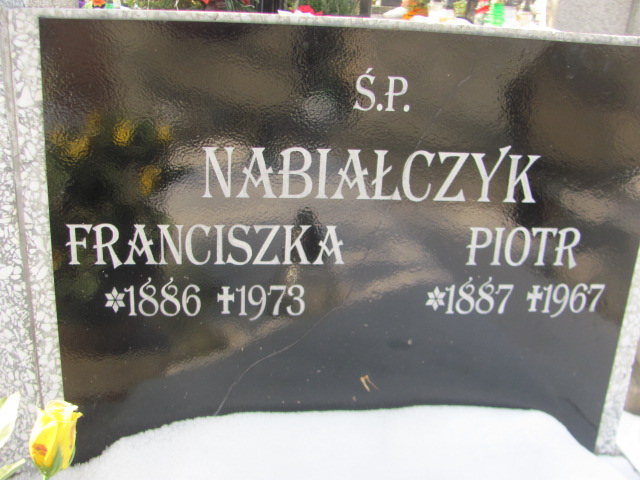 Ś.P.
NABIAŁCZYK
FRANCISZKA PIOTR
*1886 ✝1973 *1887 ✝1967